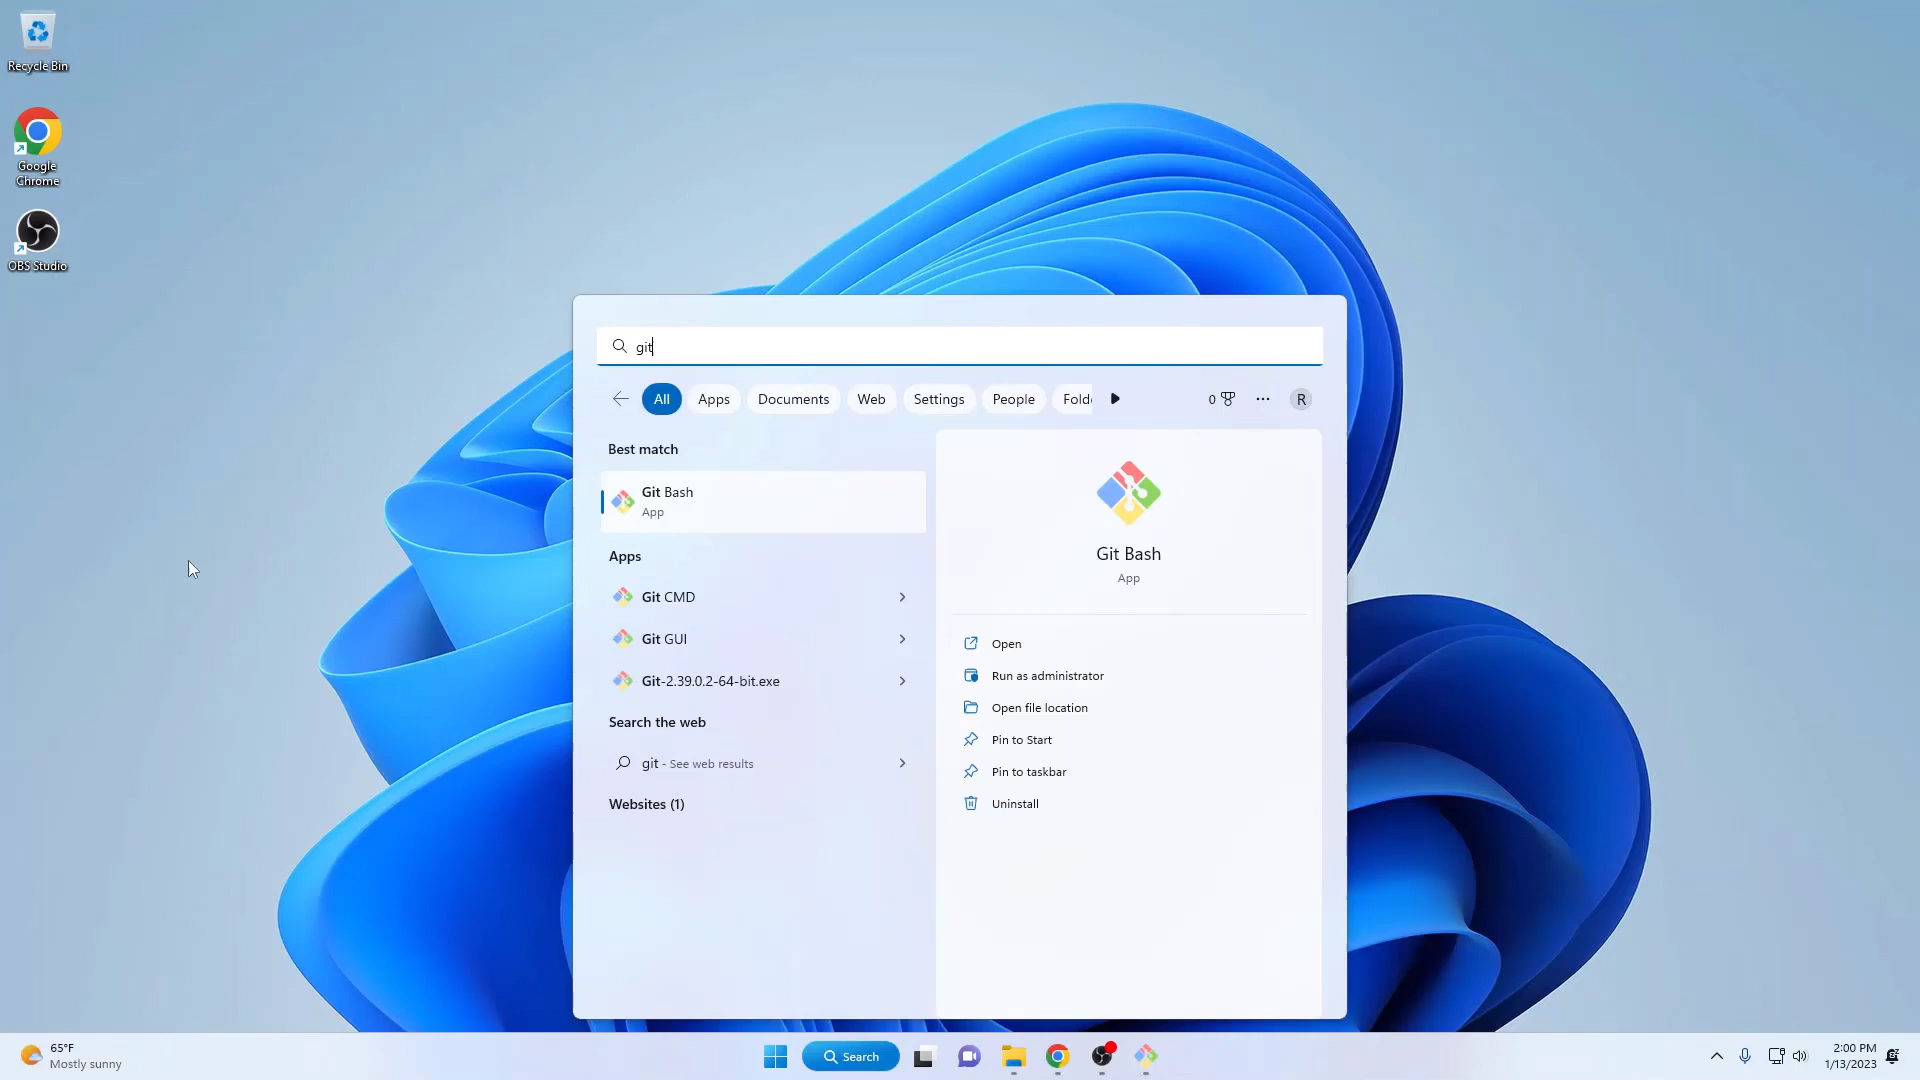 Recycle Bin
Google
Chrome
OBS Studio
git
All
Apps
Documents
Web
Settings
People
Fold
0
R
Best match
Git Bash
App
Apps
Git CMD
Git GUI
Git-2.39.0.2-64-bit.exe
Search the web
git - See web results
Websites (1)
Git Bash
App
Open
Run as administrator
Open file location
Pin to Start
Pin to taskbar
Uninstall
65°F
Mostly sunny
Search
2:00 PM
1/13/2023